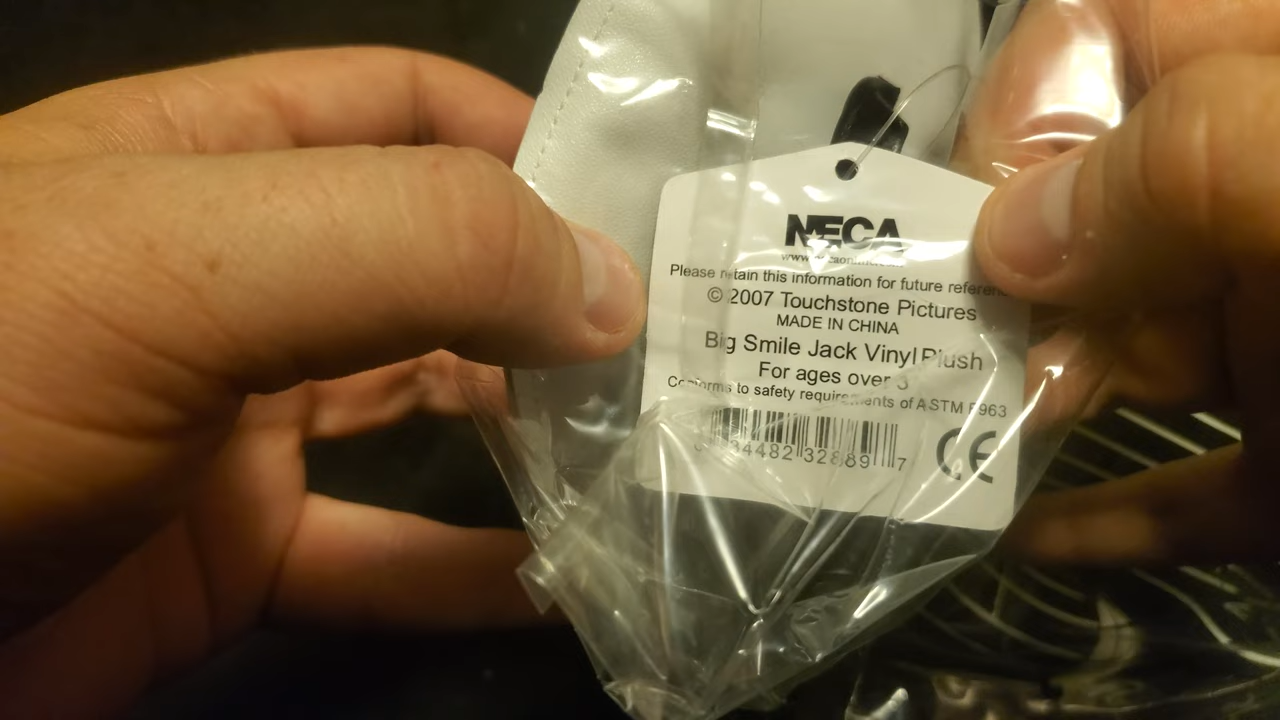 NECA
Please retain this information for future reference
© 2007 Touchstone Pictures
MADE IN CHINA
Big Smile Jack Vinyl Plush
For ages over 3
Conforms to safety requirements of ASTM F963
34482 32889 7
CE